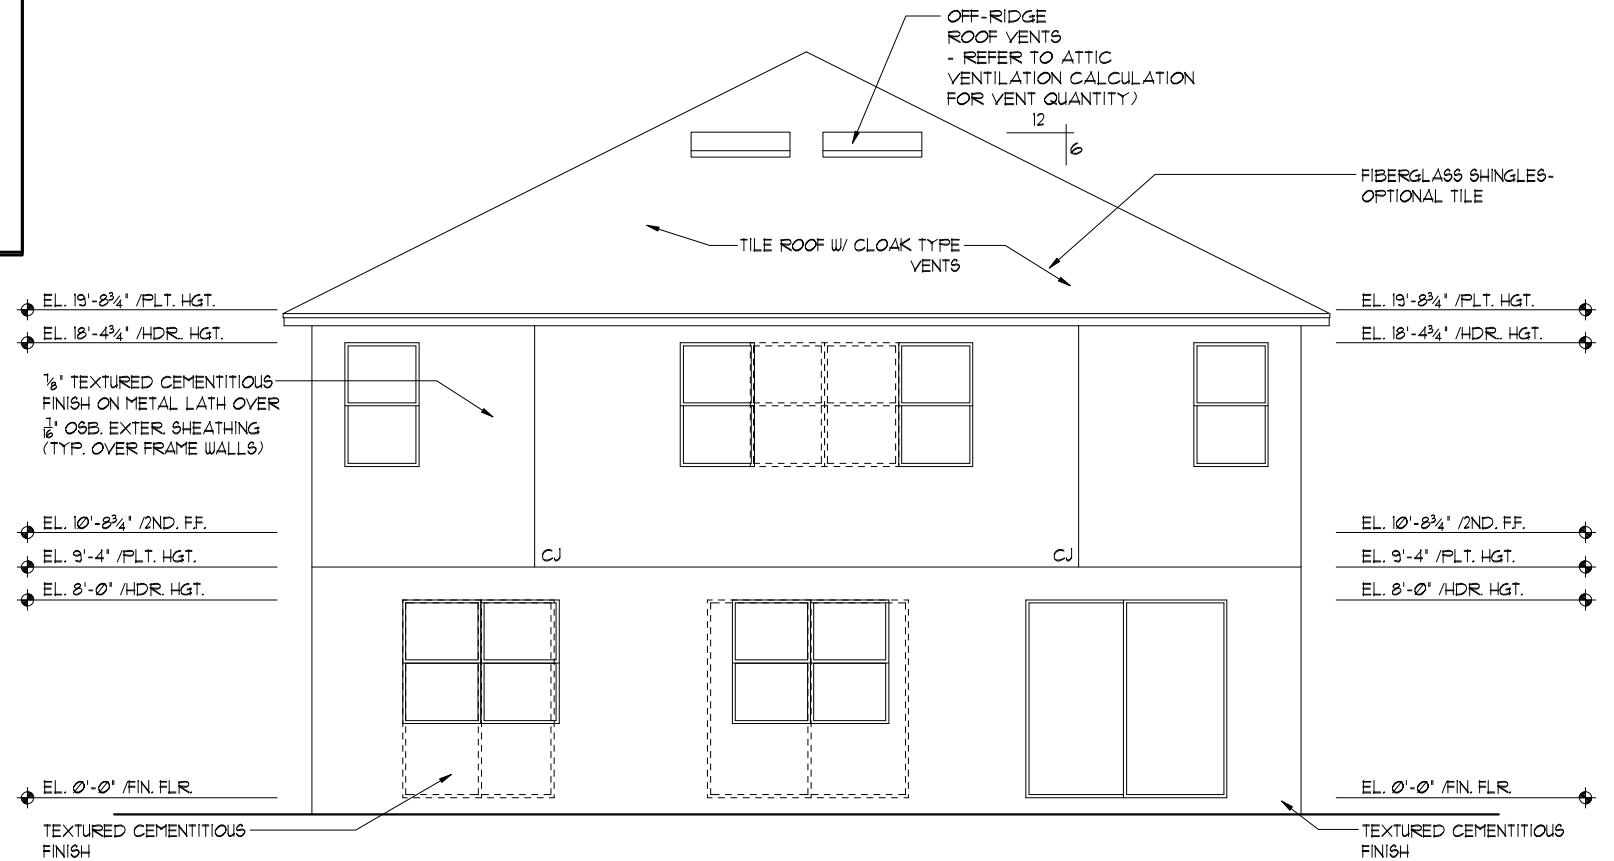 OFF-RIDGE
ROOF VENTS
- REFER TO ATTIC
VENTILATION CALCULATION
FOR VENT QUANTITY)
12
6
FIBERGLASS SHINGLES-
OPTIONAL TILE
TILE ROOF W/ CLOAK TYPE
VENTS
EL. 19'-8¾" /PLT. HGT.
EL. 18'-4¾" /HDR. HGT.
EL. 19'-8¾" /PLT. HGT.
EL. 18'-4¾" /HDR. HGT.
⅞" TEXTURED CEMENTITIOUS
FINISH ON METAL LATH OVER
7/16" OSB. EXTER. SHEATHING
(TYP. OVER FRAME WALLS)
EL. 10'-8¾" /2ND. F.F.
EL. 9'-4" /PLT. HGT.
EL. 8'-0" /HDR. HGT.
CJ
CJ
EL. 10'-8¾" /2ND. F.F.
EL. 9'-4" /PLT. HGT.
EL. 8'-0" /HDR. HGT.
EL. 0'-0" /FIN. FLR.
EL. 0'-0" /FIN. FLR.
TEXTURED CEMENTITIOUS
FINISH
TEXTURED CEMENTITIOUS
FINISH